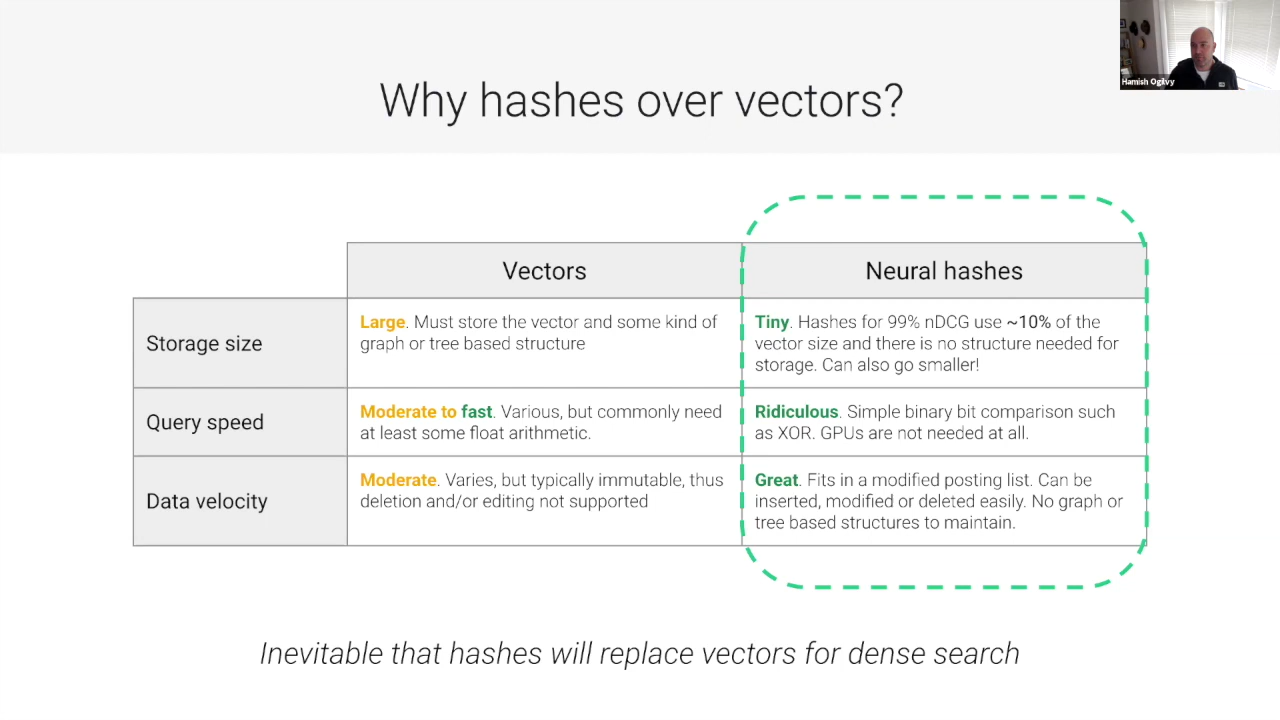 Hamish Ogilvy
Why hashes over vectors?
Vectors
Neural hashes
Storage size
Large. Must store the vector and some kind of
graph or tree based structure
Tiny. Hashes for 99% nDCG use ~10% of the
vector size and there is no structure needed for
storage. Can also go smaller!
Query speed
Moderate to fast. Various, but commonly need
at least some float arithmetic.
Ridiculous. Simple binary bit comparison such
as XOR. GPUs are not needed at all.
Data velocity
Moderate. Varies, but typically immutable, thus
deletion and/or editing not supported
Great. Fits in a modified posting list. Can be
inserted, modified or deleted easily. No graph or
tree based structures to maintain.
Inevitable that hashes will replace vectors for dense search